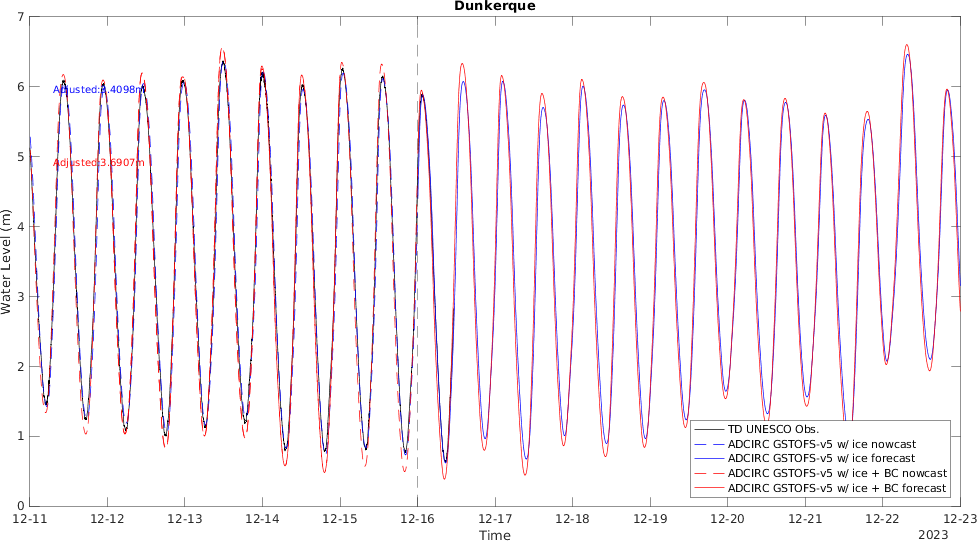 Dunkerque
Water Level (m)
7
6
5
4
3
2
1
0
Adjusted:3.4098m
Adjusted:3.6907m
TD UNESCO Obs.
ADCIRC GSTOFS-v5 w/ ice nowcast
ADCIRC GSTOFS-v5 w/ ice forecast
ADCIRC GSTOFS-v5 w/ ice + BC nowcast
ADCIRC GSTOFS-v5 w/ ice + BC forecast
12-11 12-12 12-13 12-14 12-15 12-16 12-17 12-18 12-19 12-20 12-21 12-22 12-23
Time
2023